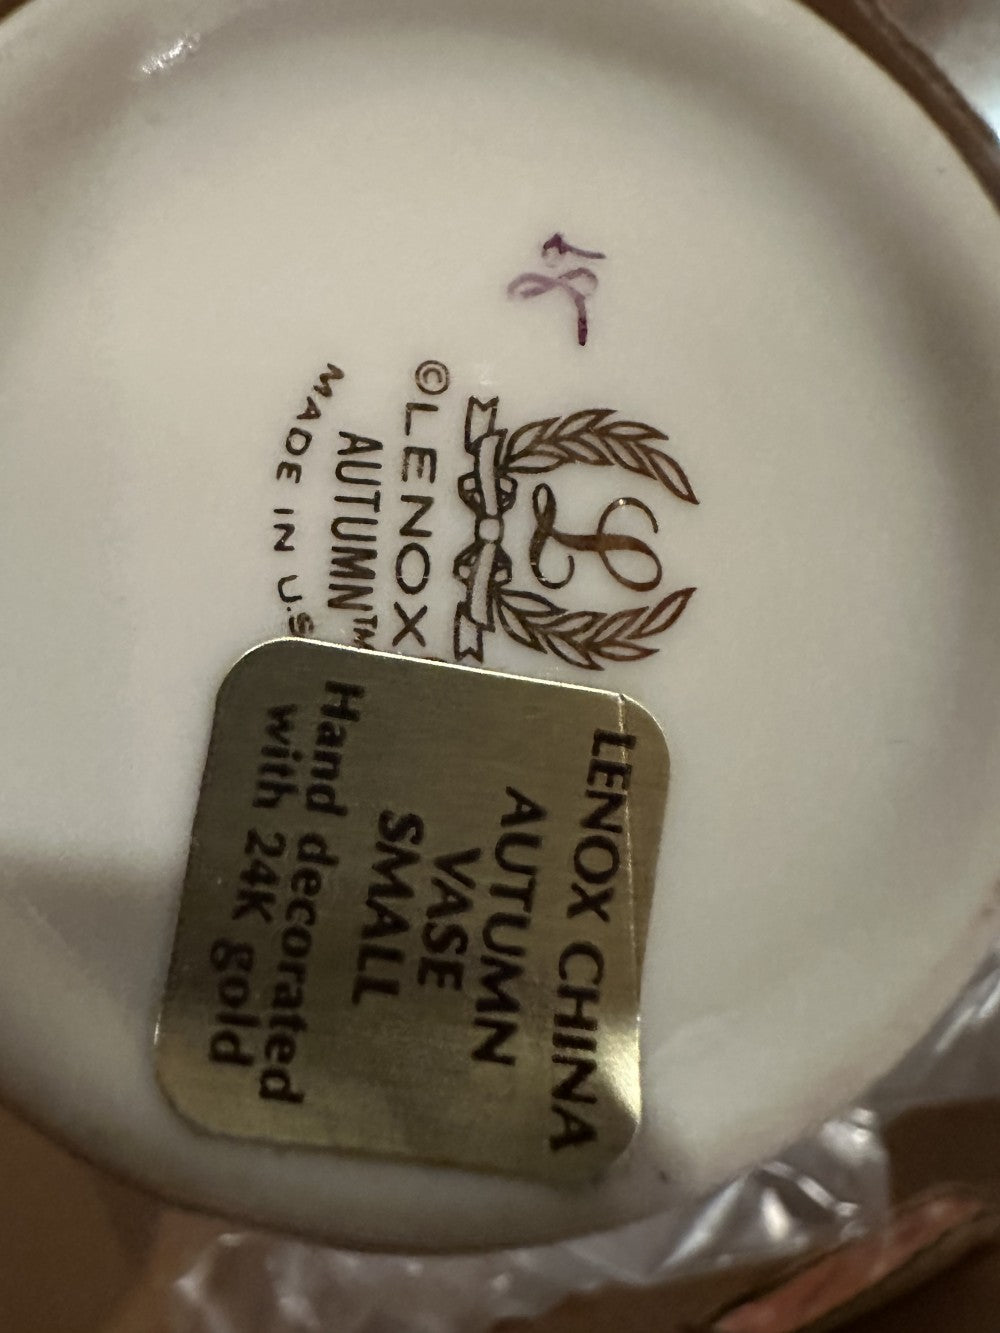 L
©LENOX
AUTUMN™
MADE IN U.S
LENOX CHINA
AUTUMN
VASE
SMALL
Hand decorated
with 24K gold